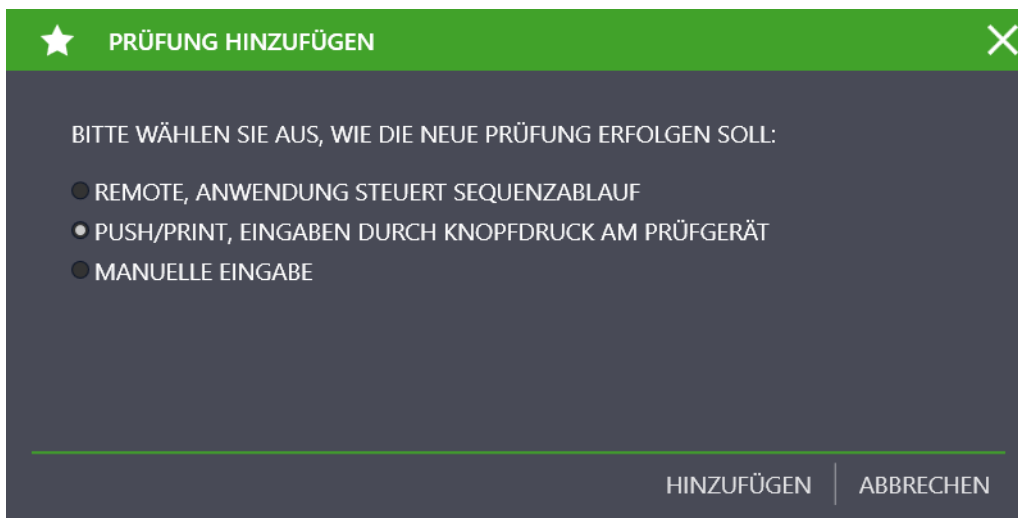 PRÜFUNG HINZUFÜGEN
BITTE WÄHLEN SIE AUS, WIE DIE NEUE PRÜFUNG ERFOLGEN SOLL:
REMOTE, ANWENDUNG STEUERT SEQUENZABLAUF
PUSH/PRINT, EINGABEN DURCH KNOPFDRUCK AM PRÜFGERÄT
MANUELLE EINGABE
HINZUFÜGEN ABBRECHEN